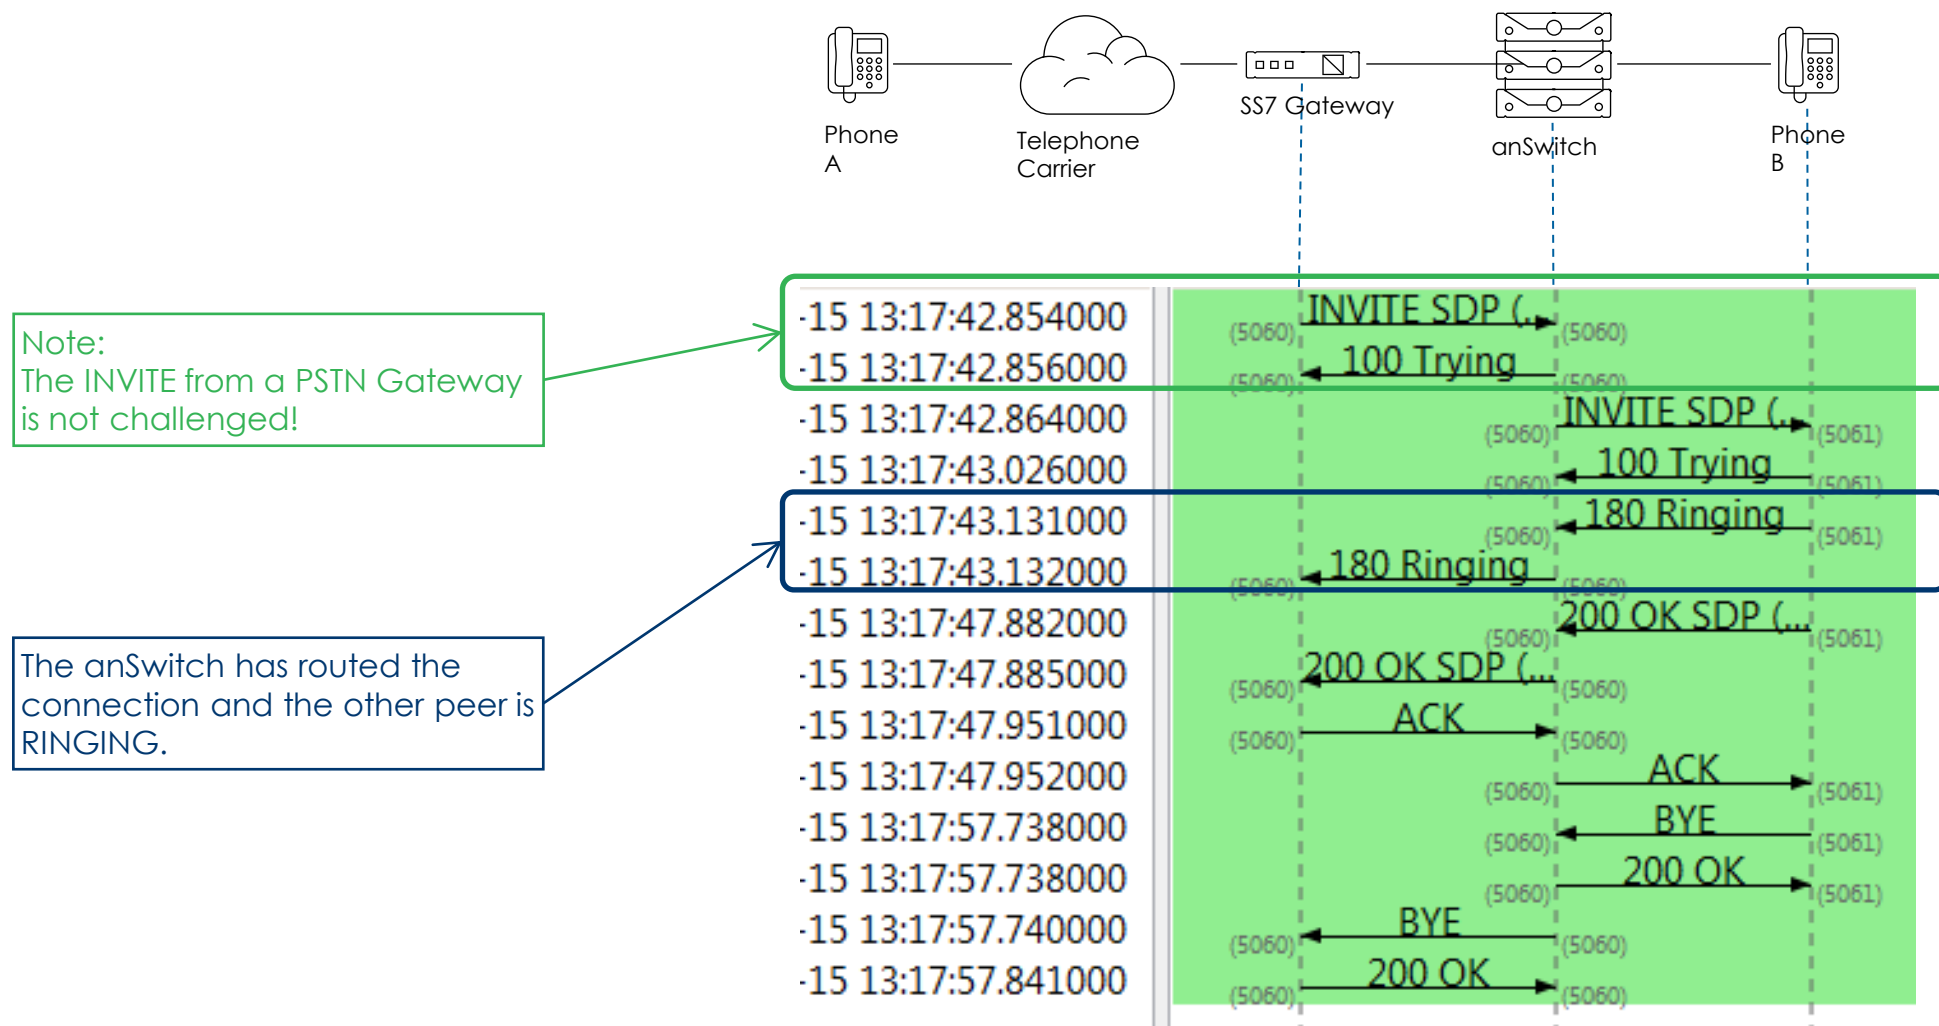 Phone
A
Telephone
Carrier
SS7 Gateway
anSwitch
Phone
B
Note:
The INVITE from a PSTN Gateway
is not challenged!
The anSwitch has routed the
connection and the other peer is
RINGING.
-15 13:17:42.854000 (5060) INVITE SDP (.. (5060)
-15 13:17:42.856000 (5060) 100 Trying (5060)
-15 13:17:42.864000 (5060) INVITE SDP (.. (5061)
-15 13:17:43.026000 (5060) 100 Trying (5061)
-15 13:17:43.131000 (5060) 180 Ringing (5061)
-15 13:17:43.132000 (5060) 180 Ringing (5060)
-15 13:17:47.882000 (5060) 200 OK SDP (... (5061)
-15 13:17:47.885000 (5060) 200 OK SDP (... (5060)
-15 13:17:47.951000 (5060) ACK (5060)
-15 13:17:47.952000 (5060) ACK (5061)
-15 13:17:57.738000 (5060) BYE (5061)
-15 13:17:57.738000 (5060) 200 OK (5061)
-15 13:17:57.740000 (5060) BYE (5060)
-15 13:17:57.841000 (5060) 200 OK (5060)